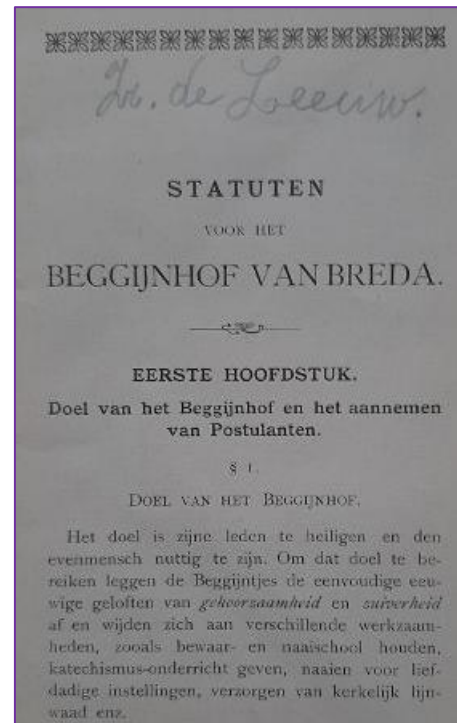 Zr. de Leeuw.
STATUTEN
VOOR HET
BEGGIJNHOF VAN BREDA.
EERSTE HOOFDSTUK.
Doel van het Beggijnhof en het aannemen
van Postulanten.
§ 1.
DOEL VAN HET BEGGIJNHOF.
Het doel is zijne leden te heiligen en den
evenmensch nuttig te zijn. Om dat doel te be-
reiken leggen de Beggijntjes de eenvoudige eeu-
wige geloften van gehoorzaamheid en zuiverheid
af en wijden zich aan verschillende werkzaam-
heden, zooals bewaar- en naaischool houden,
katechismus-onderricht geven, naaien voor lief-
dadige instellingen, verzorgen van kerkelijk lijn-
waad enz.